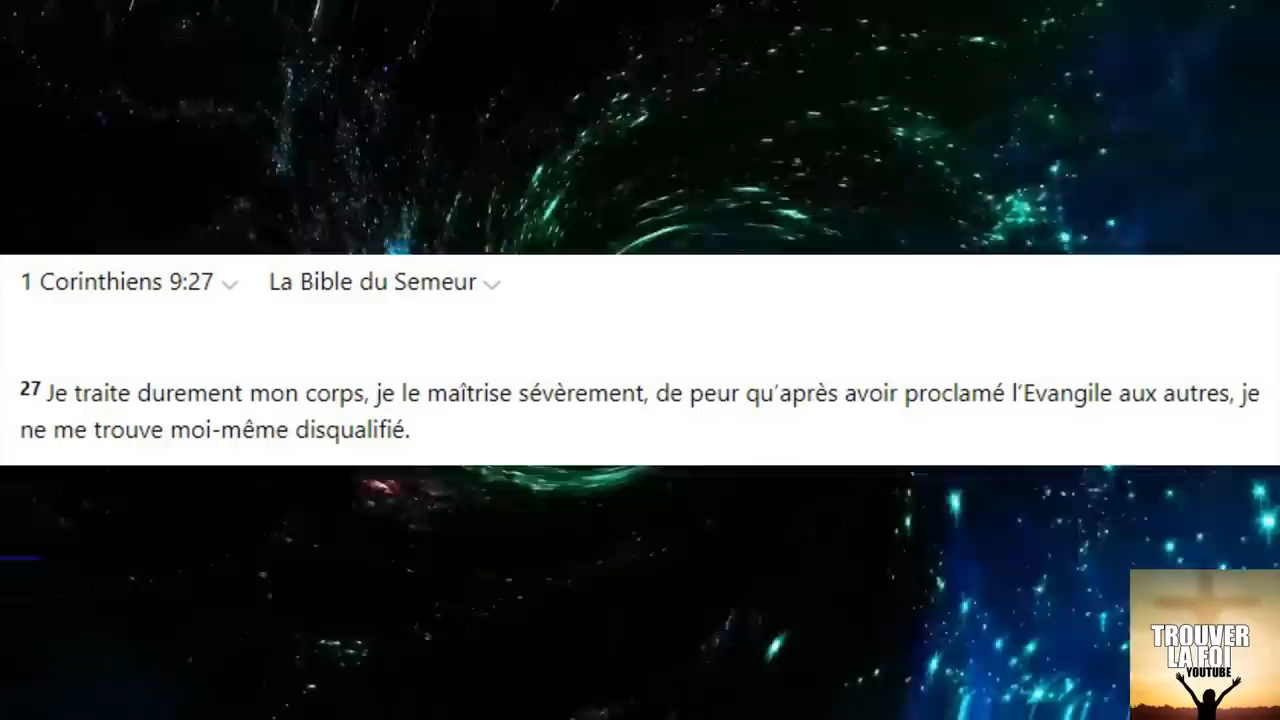 1 Corinthiens 9:27 La Bible du Semeur
27 Je traite durement mon corps, je le maîtrise sévèrement, de peur qu’après avoir proclamé l’Evangile aux autres, je
ne me trouve moi-même disqualifié.
TROUVER
LA FOI
YOUTUBE